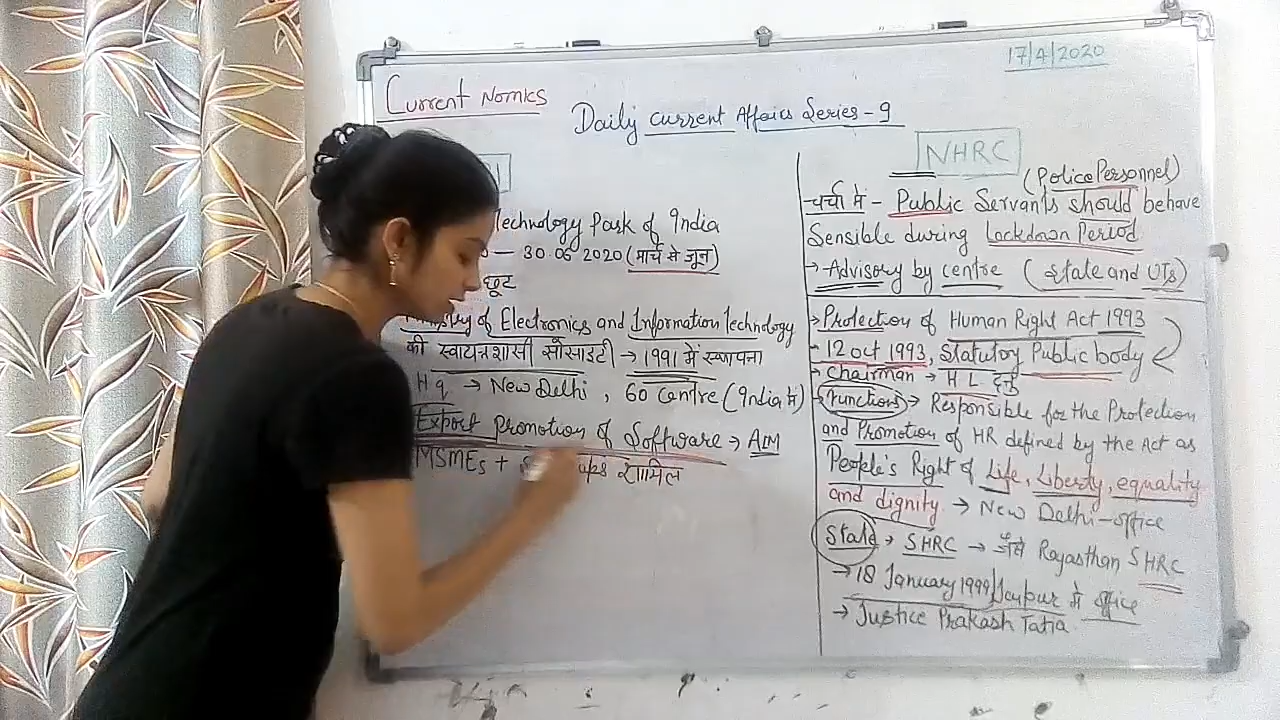 17/4/2020
Current Nomics
Daily Current Affairs Series - 9
Technology Park of India
— 30.06.2020 (मार्च से जून)
छूट
Ministry of Electronics and Information Technology
की स्वायत्तशासी सोसाइटी → 1991 में स्थापना
Hq → New Delhi , 60 Centre (India में)
Export Promotion of Software → AIM
MSMEs + शामिल
NHRC
(Police Personnel)
चर्चा में - Public Servants should behave
Sensible during Lockdown Period
→ Advisory by centre (State and UTs)
→ Protection of Human Right Act 1993
→ 12 Oct 1993, Statutory Public body
→ Chairman → H L दत्तु
→ Functions → Responsible for the Protection
and Promotion of HR defined by the Act as
People's Right of Life, Liberty, equality
and dignity → New Delhi - office
State → SHRC → जैसे Rajasthan SHRC
→ 18 January 1999/Jaipur में office
→ Justice Prakash Tatia